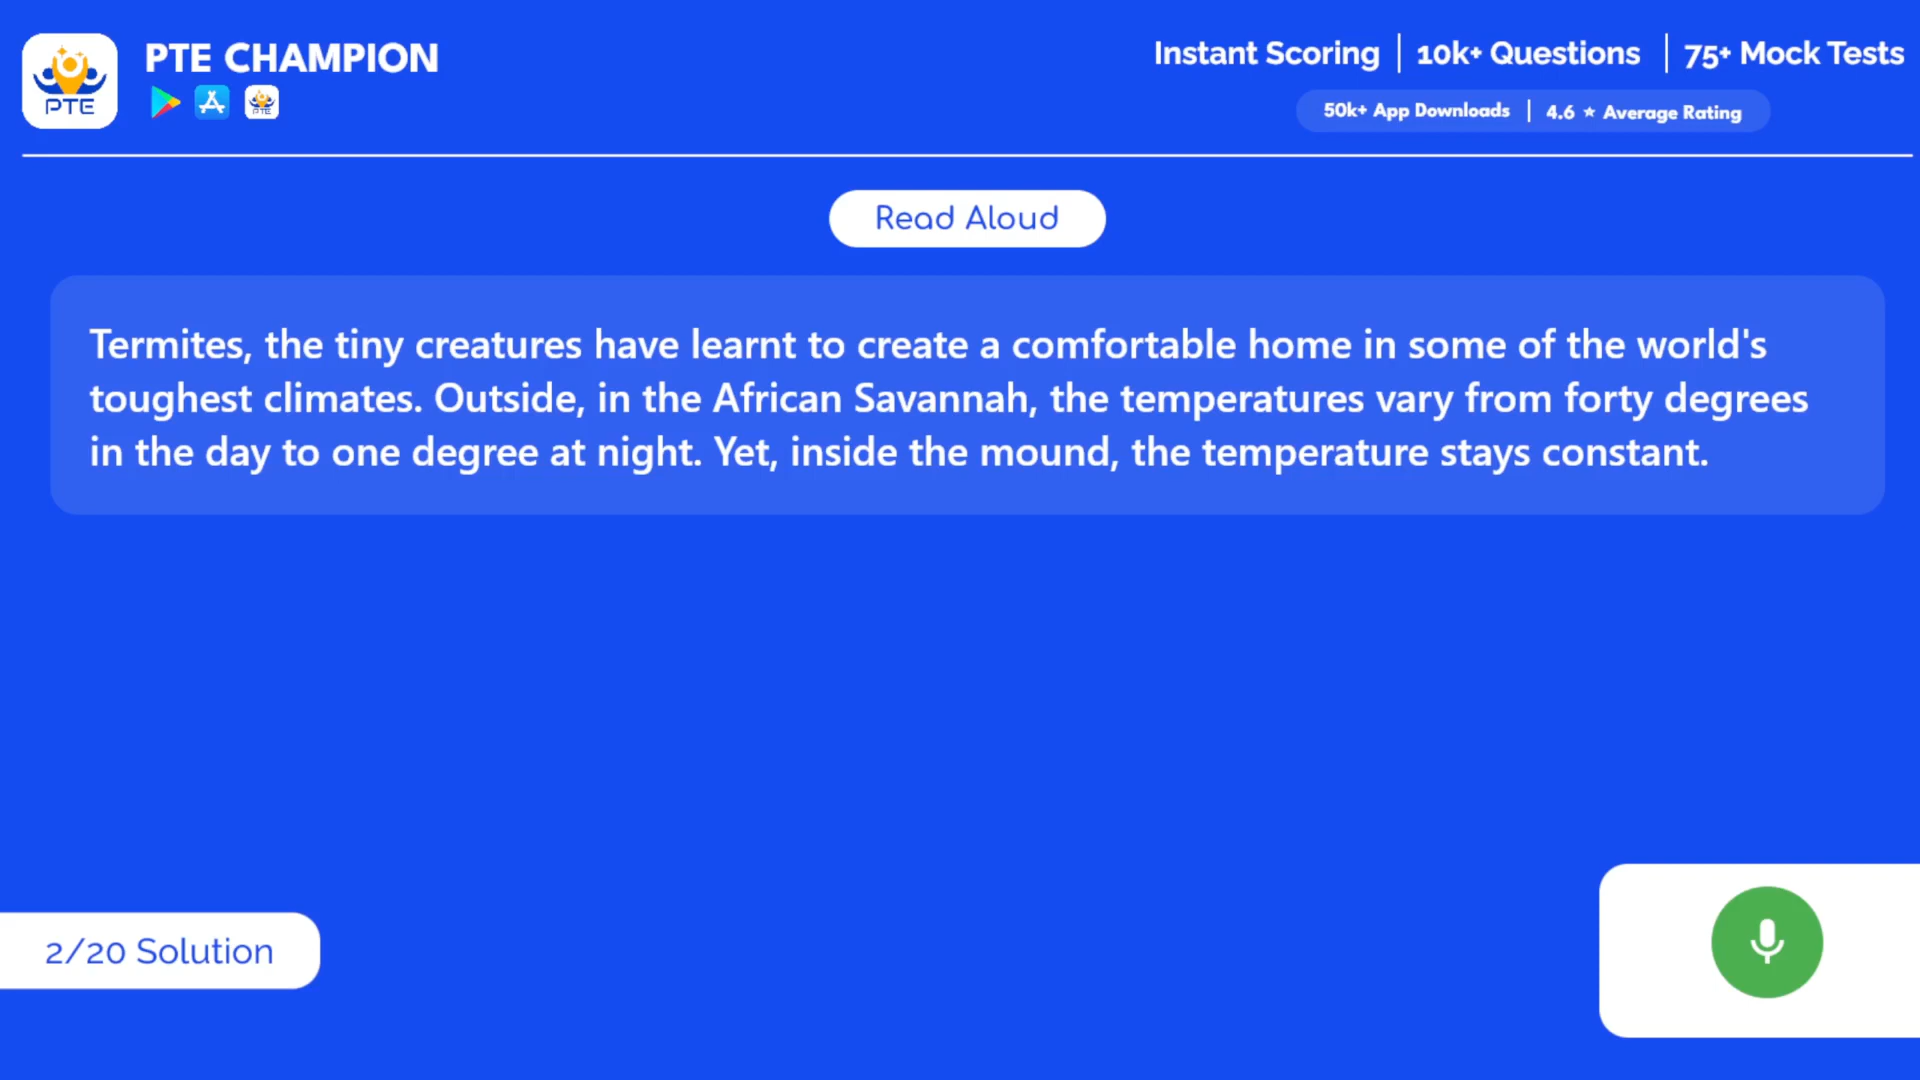 PTE CHAMPION
Instant Scoring | 10k+ Questions | 75+ Mock Tests
PTE
PTE
50k+ App Downloads | 4.6 ★ Average Rating
Read Aloud
Termites, the tiny creatures have learnt to create a comfortable home in some of the world's
toughest climates. Outside, in the African Savannah, the temperatures vary from forty degrees
in the day to one degree at night. Yet, inside the mound, the temperature stays constant.
2/20 Solution